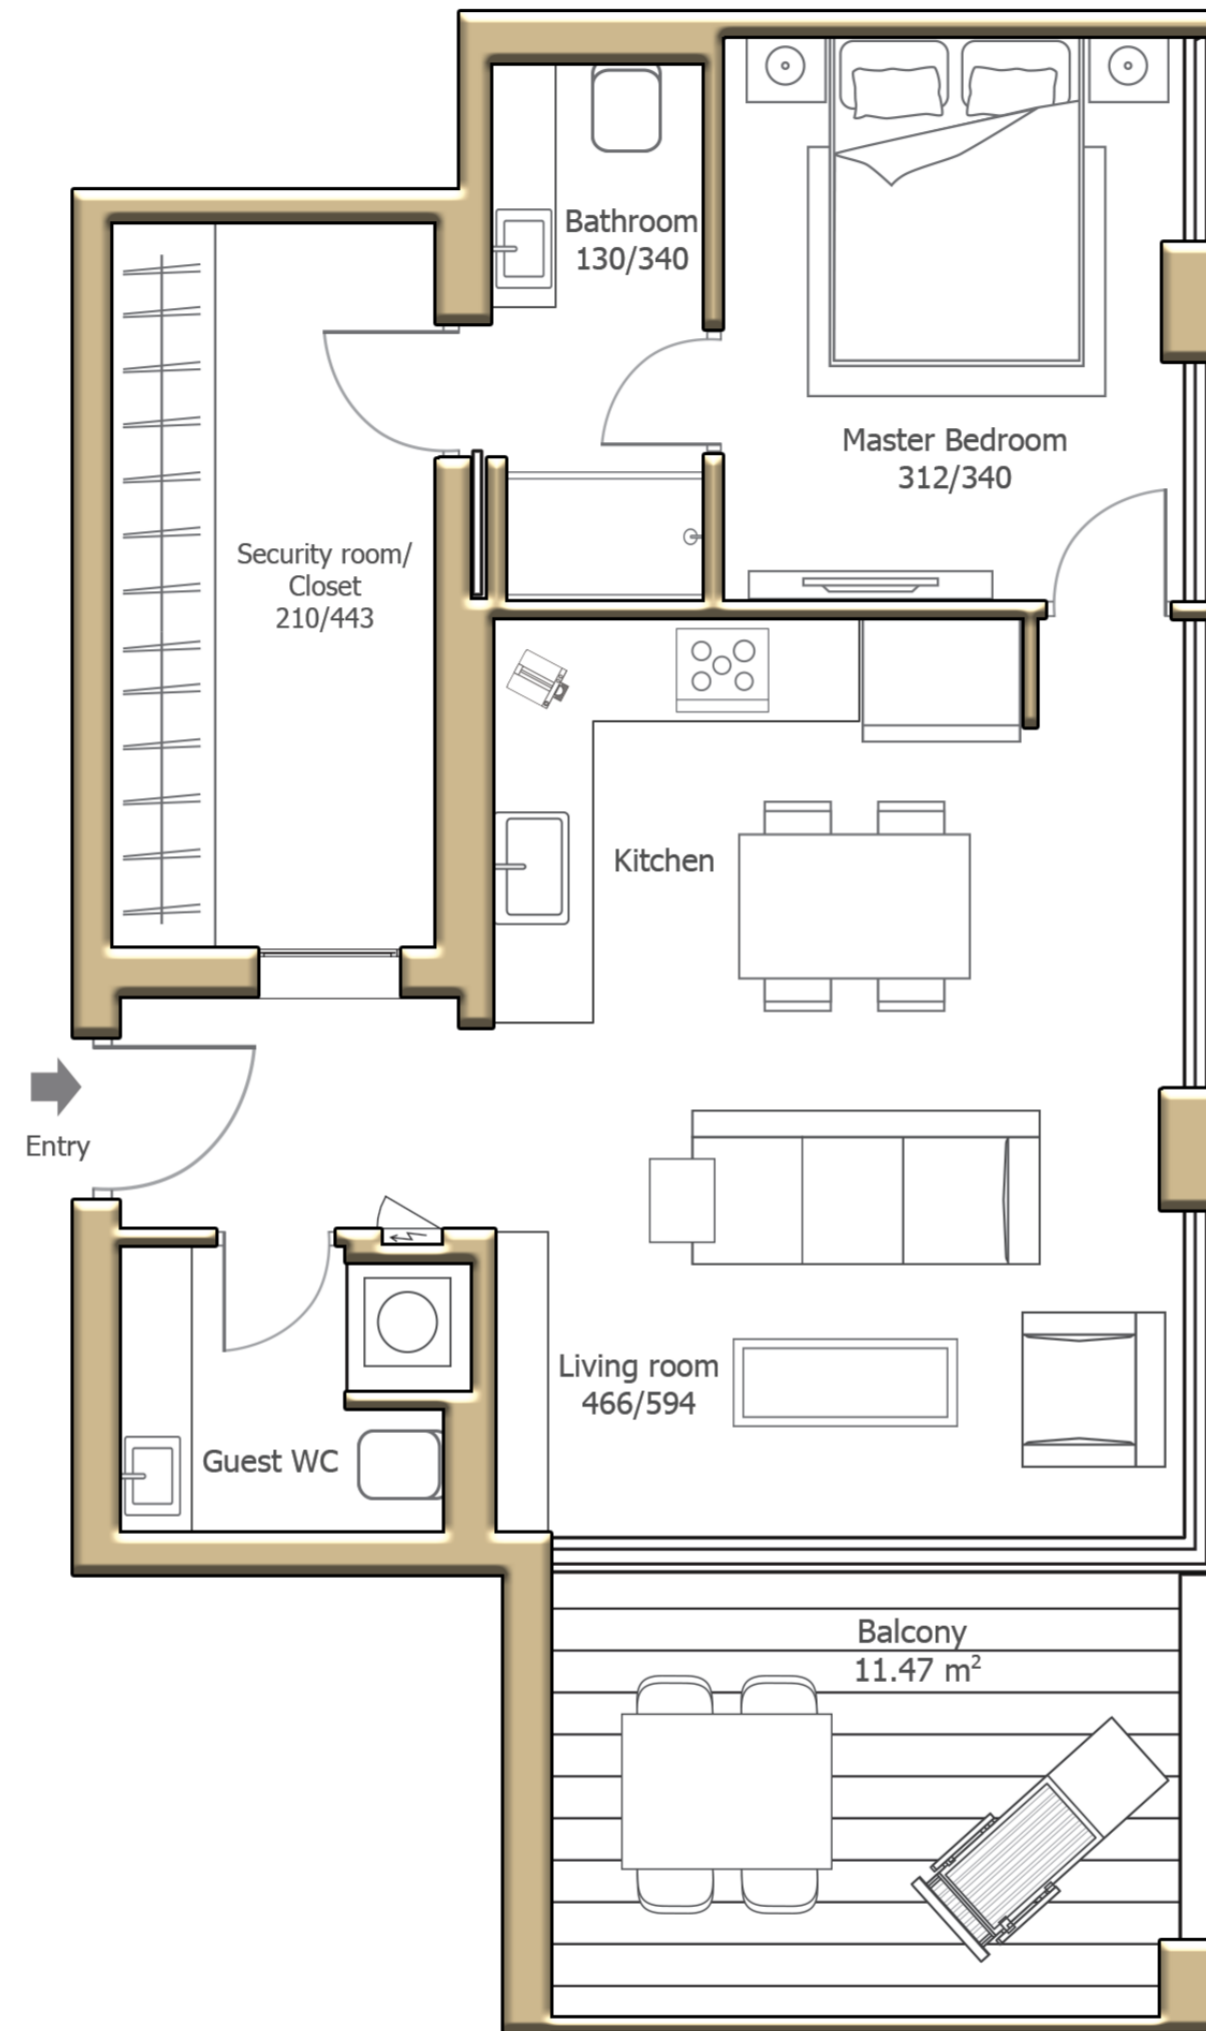 Bathroom
130/340
Master Bedroom
312/340
Security room/
Closet
210/443
Kitchen
Entry
Living room
466/594
Guest WC
Balcony
11.47 m²